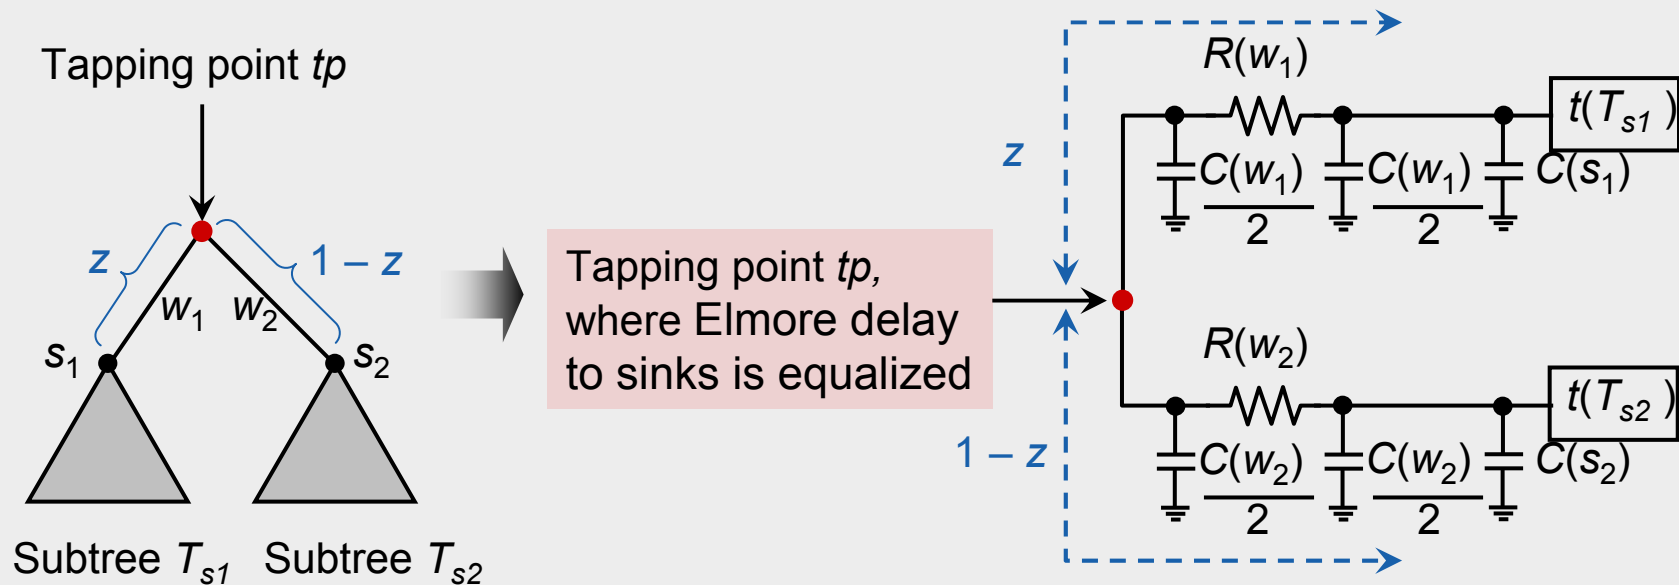 Tapping point tp
z
1 – z
w1
w2
s1
s2
Subtree Ts1
Subtree Ts2
Tapping point tp,
where Elmore delay
to sinks is equalized
z
1 – z
R(w1)
C(w1)
2
C(w1)
2
C(s1)
t(Ts1)
R(w2)
C(w2)
2
C(w2)
2
C(s2)
t(Ts2)